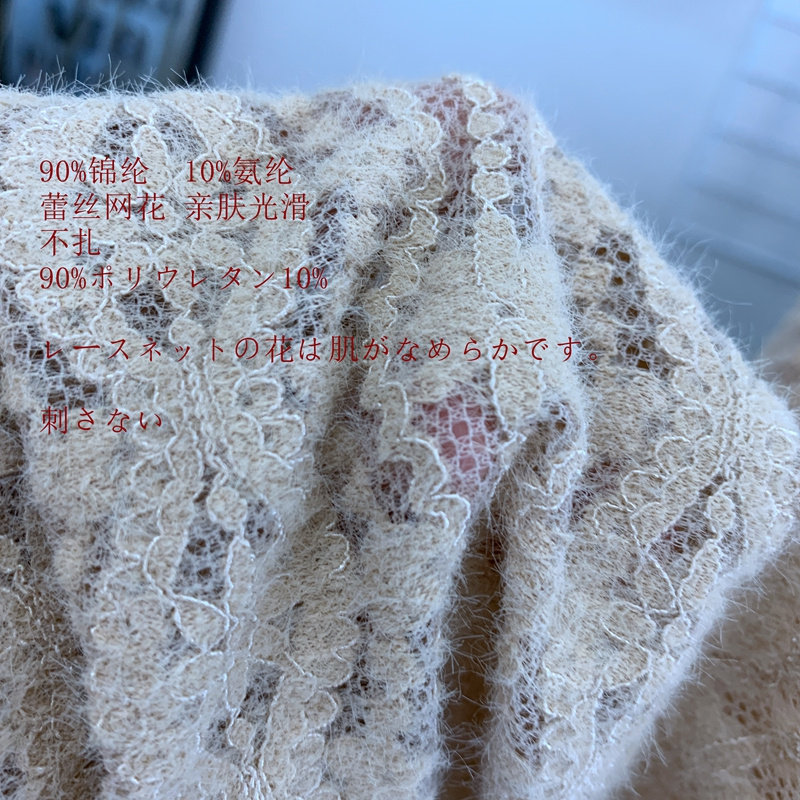 90%锦纶 10%氨纶
蕾丝网花 亲肤光滑
不扎
90%ポリウレタン10%
レースネットの花は肌がなめらかです。
刺さない